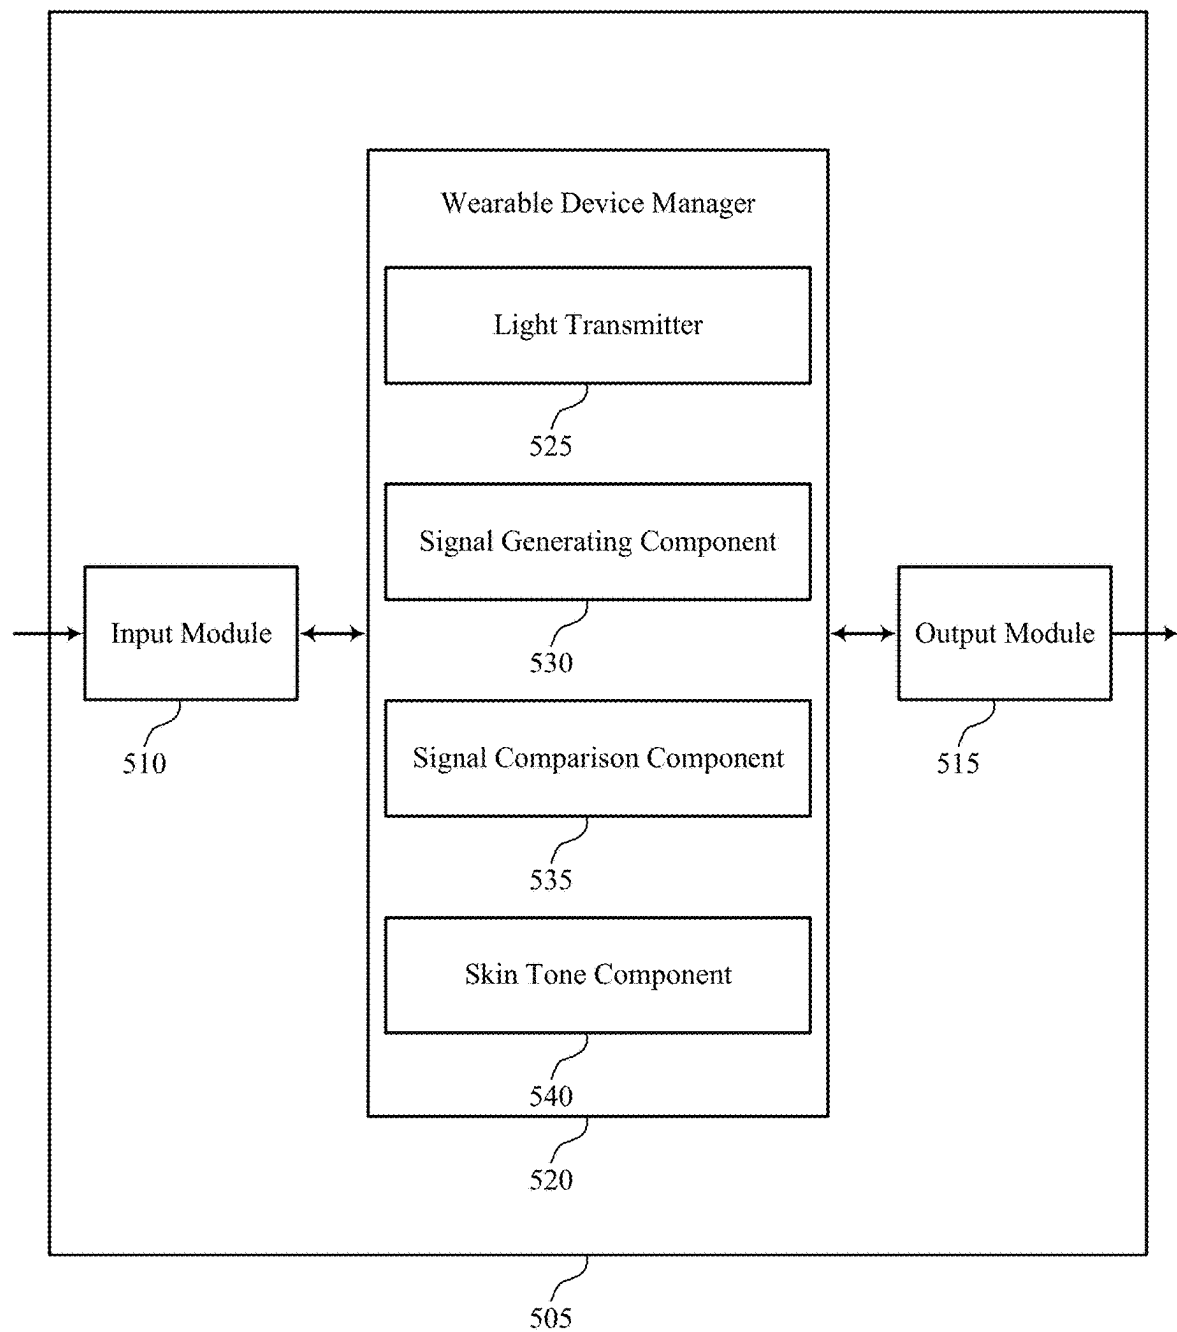 Wearable Device Manager
Light Transmitter
525
Signal Generating Component
530
Input Module
510
Output Module
515
Signal Comparison Component
535
Skin Tone Component
540
520
505